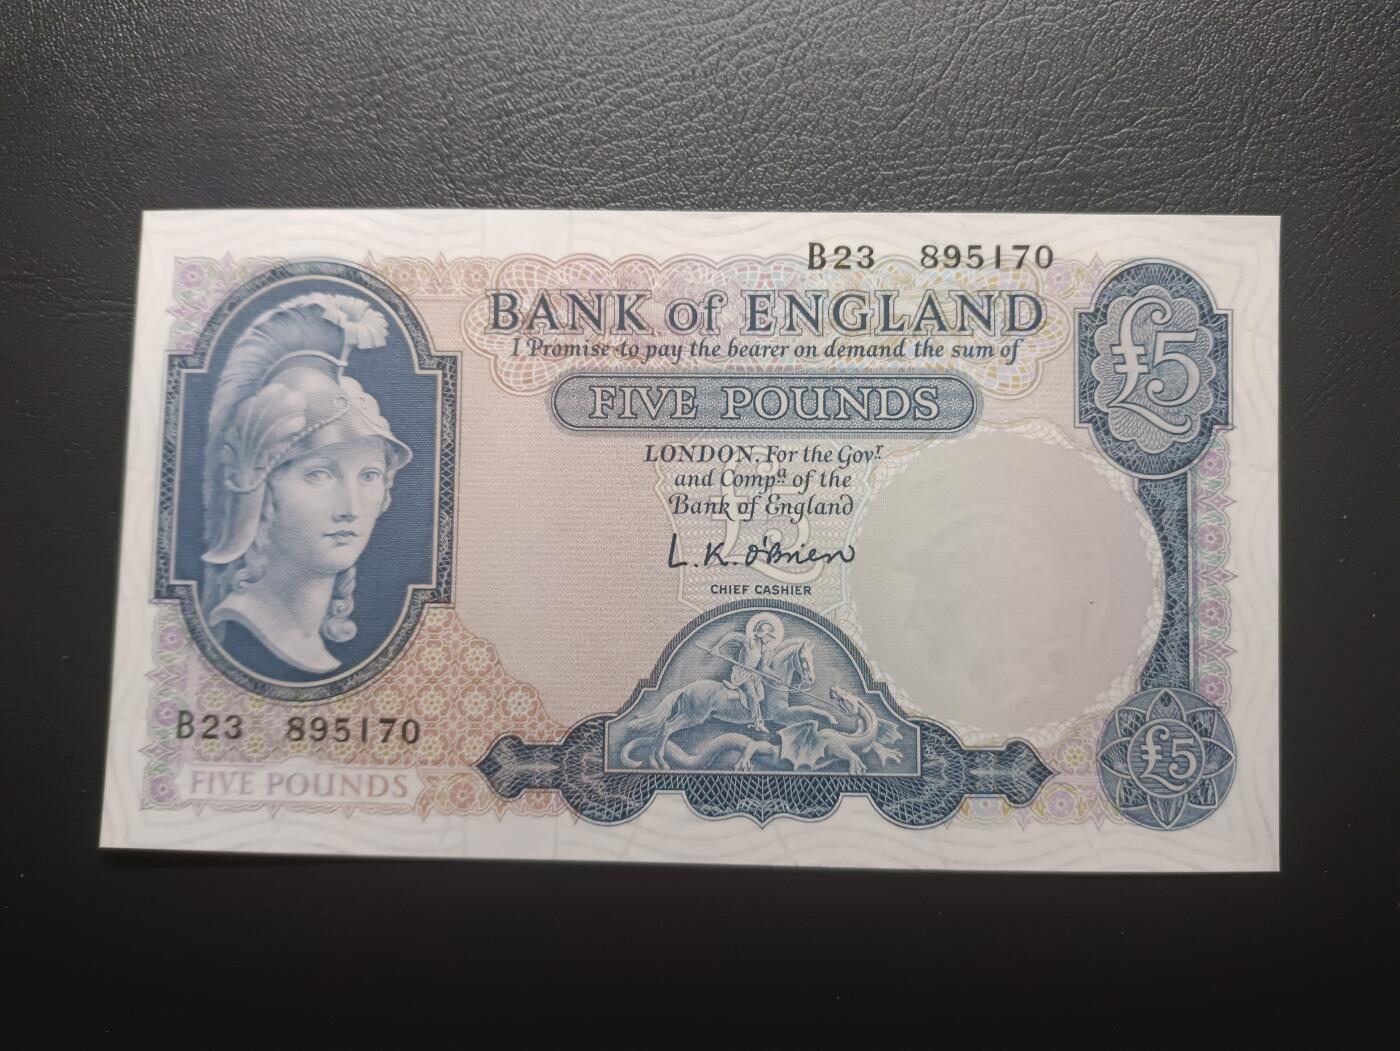 B23 895170
BANK of ENGLAND
I Promise to pay the bearer on demand the sum of
FIVE POUNDS
£5
LONDON. For the Govr.
and Compa. of the
Bank of England
£5
L. K. O'Brien
CHIEF CASHIER
B23 895170
FIVE POUNDS
£5